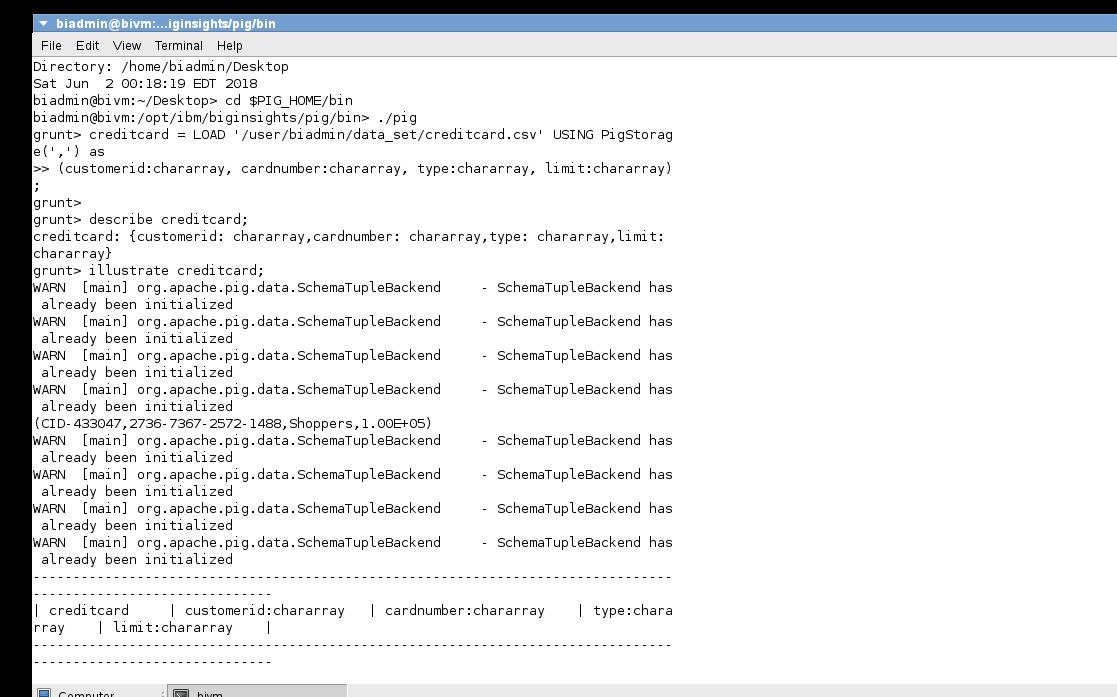 biadmin@bivm:...iginsights/pig/bin
File Edit View Terminal Help
Directory: /home/biadmin/Desktop
Sat Jun  2 00:18:19 EDT 2018
biadmin@bivm:~/Desktop> cd $PIG_HOME/bin
biadmin@bivm:/opt/ibm/biginsights/pig/bin> ./pig
grunt> creditcard = LOAD '/user/biadmin/data_set/creditcard.csv' USING PigStorag
e(',') as
>> (customerid:chararray, cardnumber:chararray, type:chararray, limit:chararray)
;
grunt>
grunt> describe creditcard;
creditcard: {customerid: chararray,cardnumber: chararray,type: chararray,limit:
chararray}
grunt> illustrate creditcard;
WARN  [main] org.apache.pig.data.SchemaTupleBackend     - SchemaTupleBackend has
 already been initialized
WARN  [main] org.apache.pig.data.SchemaTupleBackend     - SchemaTupleBackend has
 already been initialized
WARN  [main] org.apache.pig.data.SchemaTupleBackend     - SchemaTupleBackend has
 already been initialized
WARN  [main] org.apache.pig.data.SchemaTupleBackend     - SchemaTupleBackend has
 already been initialized
(CID-433047,2736-7367-2572-1488,Shoppers,1.00E+05)
WARN  [main] org.apache.pig.data.SchemaTupleBackend     - SchemaTupleBackend has
 already been initialized
WARN  [main] org.apache.pig.data.SchemaTupleBackend     - SchemaTupleBackend has
 already been initialized
WARN  [main] org.apache.pig.data.SchemaTupleBackend     - SchemaTupleBackend has
 already been initialized
WARN  [main] org.apache.pig.data.SchemaTupleBackend     - SchemaTupleBackend has
 already been initialized
--------------------------------------------------------------------------------
------------------------------
| creditcard     | customerid:chararray   | cardnumber:chararray    | type:chara
rray    | limit:chararray    |
--------------------------------------------------------------------------------
------------------------------
Computer bivm